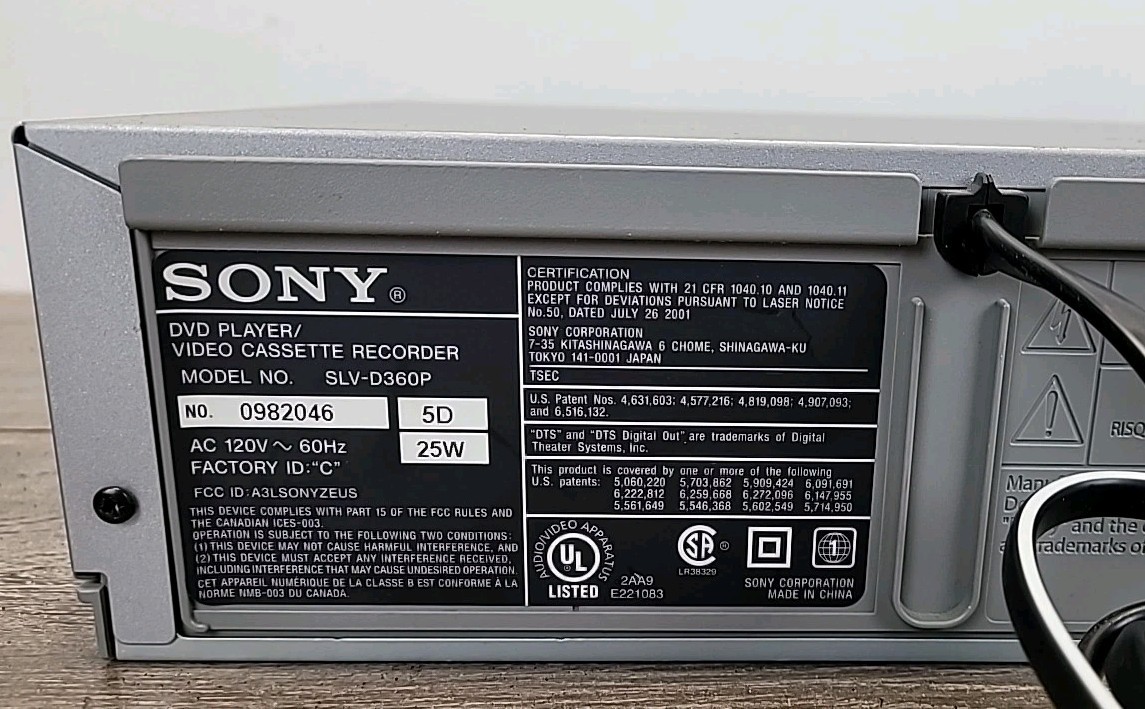 SONY®
DVD PLAYER/
VIDEO CASSETTE RECORDER
MODEL NO. SLV-D360P
NO. 0982046 5D
AC 120V ~ 60Hz 25W
FACTORY ID:"C"
FCC ID:A3LSONYZEUS
THIS DEVICE COMPLIES WITH PART 15 OF THE FCC RULES AND
THE CANADIAN ICES-003.
OPERATION IS SUBJECT TO THE FOLLOWING TWO CONDITIONS:
(1) THIS DEVICE MAY NOT CAUSE HARMFUL INTERFERENCE, AND
(2) THIS DEVICE MUST ACCEPT ANY INTERFERENCE RECEIVED,
INCLUDING INTERFERENCE THAT MAY CAUSE UNDESIRED OPERATION.
CET APPAREIL NUMÉRIQUE DE LA CLASSE B EST CONFORME À LA
NORME NMB-003 DU CANADA.
CERTIFICATION
PRODUCT COMPLIES WITH 21 CFR 1040.10 AND 1040.11
EXCEPT FOR DEVIATIONS PURSUANT TO LASER NOTICE
No.50, DATED JULY 26 2001
SONY CORPORATION
7-35 KITASHINAGAWA 6 CHOME, SHINAGAWA-KU
TOKYO 141-0001 JAPAN
TSEC
U.S. Patent Nos. 4,631,603; 4,577,216; 4,819,098; 4,907,093;
and 6,516,132.
"DTS" and "DTS Digital Out" are trademarks of Digital
Theater Systems, Inc.
This product is covered by one or more of the following
U.S. patents: 5,060,220 5,703,862 5,909,424 6,091,691
6,222,812 6,259,668 6,272,096 6,147,955
5,561,649 5,546,368 5,602,549 5,714,950
AUDIO/VIDEO APPARATUS
UL
LISTED
2AA9
E221083
SA ®
LR38329
1
SONY CORPORATION
MADE IN CHINA
RISQ
Manu
Do
and the
rademarks of